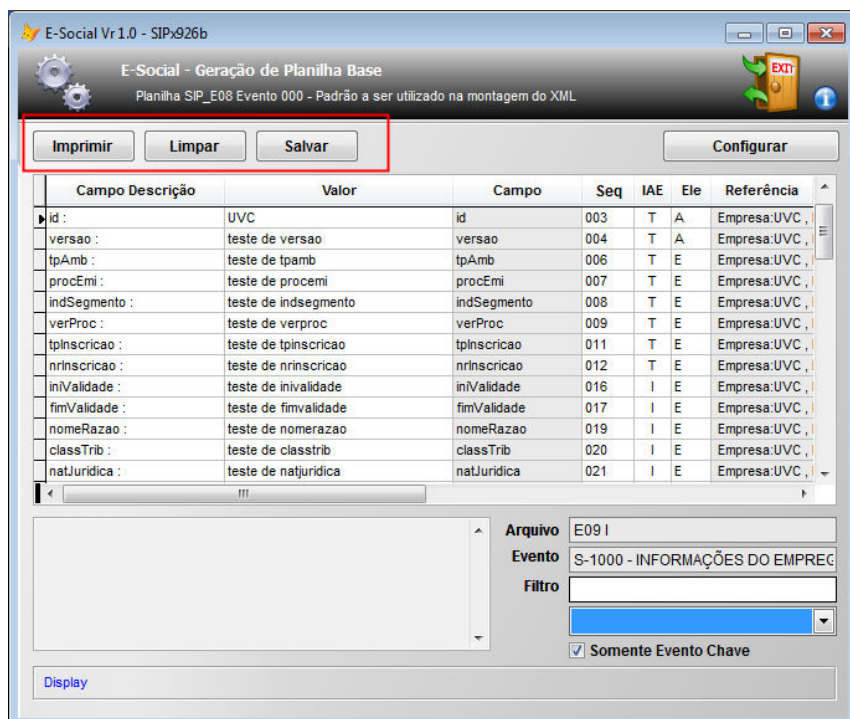 E-Social Vr 1.0 - SIPx926b
E-Social - Geração de Planilha Base
Planilha SIP_E08 Evento 000 - Padrão a ser utilizado na montagem do XML
EXIT
Imprimir Limpar Salvar Configurar
Campo Descrição Valor Campo Seq IAE Ele Referência
id : UVC id 003 T A Empresa:UVC ,
versao : teste de versao versao 004 T A Empresa:UVC ,
tpAmb : teste de tpamb tpAmb 006 T E Empresa:UVC ,
procEmi : teste de procemi procEmi 007 T E Empresa:UVC ,
indSegmento : teste de indsegmento indSegmento 008 T E Empresa:UVC ,
verProc : teste de verproc verProc 009 T E Empresa:UVC ,
tpInscricao : teste de tpinscricao tpInscricao 011 T E Empresa:UVC ,
nrInscricao : teste de nrinscricao nrInscricao 012 T E Empresa:UVC ,
iniValidade : teste de inivalidade iniValidade 016 I E Empresa:UVC ,
fimValidade : teste de fimvalidade fimValidade 017 I E Empresa:UVC ,
nomeRazao : teste de nomerazao nomeRazao 019 I E Empresa:UVC ,
classTrib : teste de classtrib classTrib 020 I E Empresa:UVC ,
natJuridica : teste de natjuridica natJuridica 021 I E Empresa:UVC ,
Arquivo E09 I
Evento S-1000 - INFORMAÇÕES DO EMPREG
Filtro
Somente Evento Chave
Display